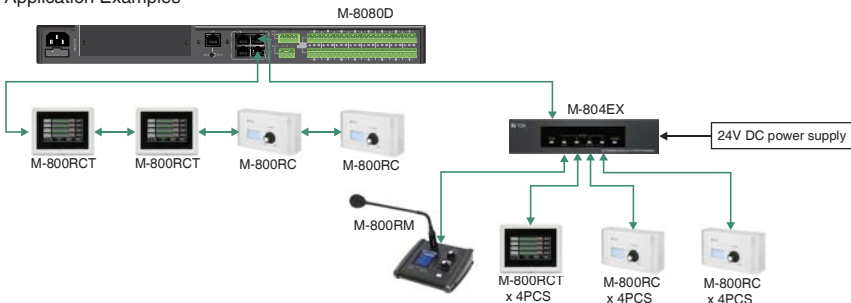 Application Examples
M-8080D
M-804EX
24V DC power supply
M-800RCT
M-800RCT
M-800RC
M-800RC
M-800RM
M-800RCT
x 4PCS
M-800RC
x 4PCS
M-800RC
x 4PCS